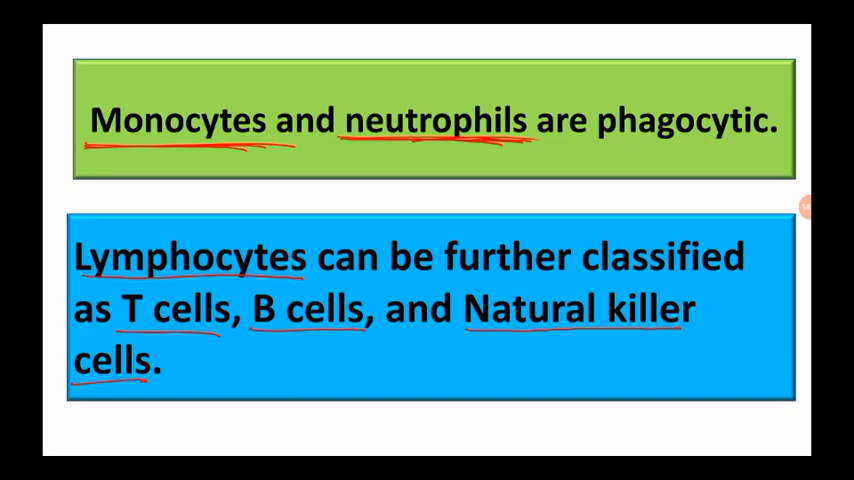 Monocytes and neutrophils are phagocytic.
Lymphocytes can be further classified
as T cells, B cells, and Natural killer
cells.